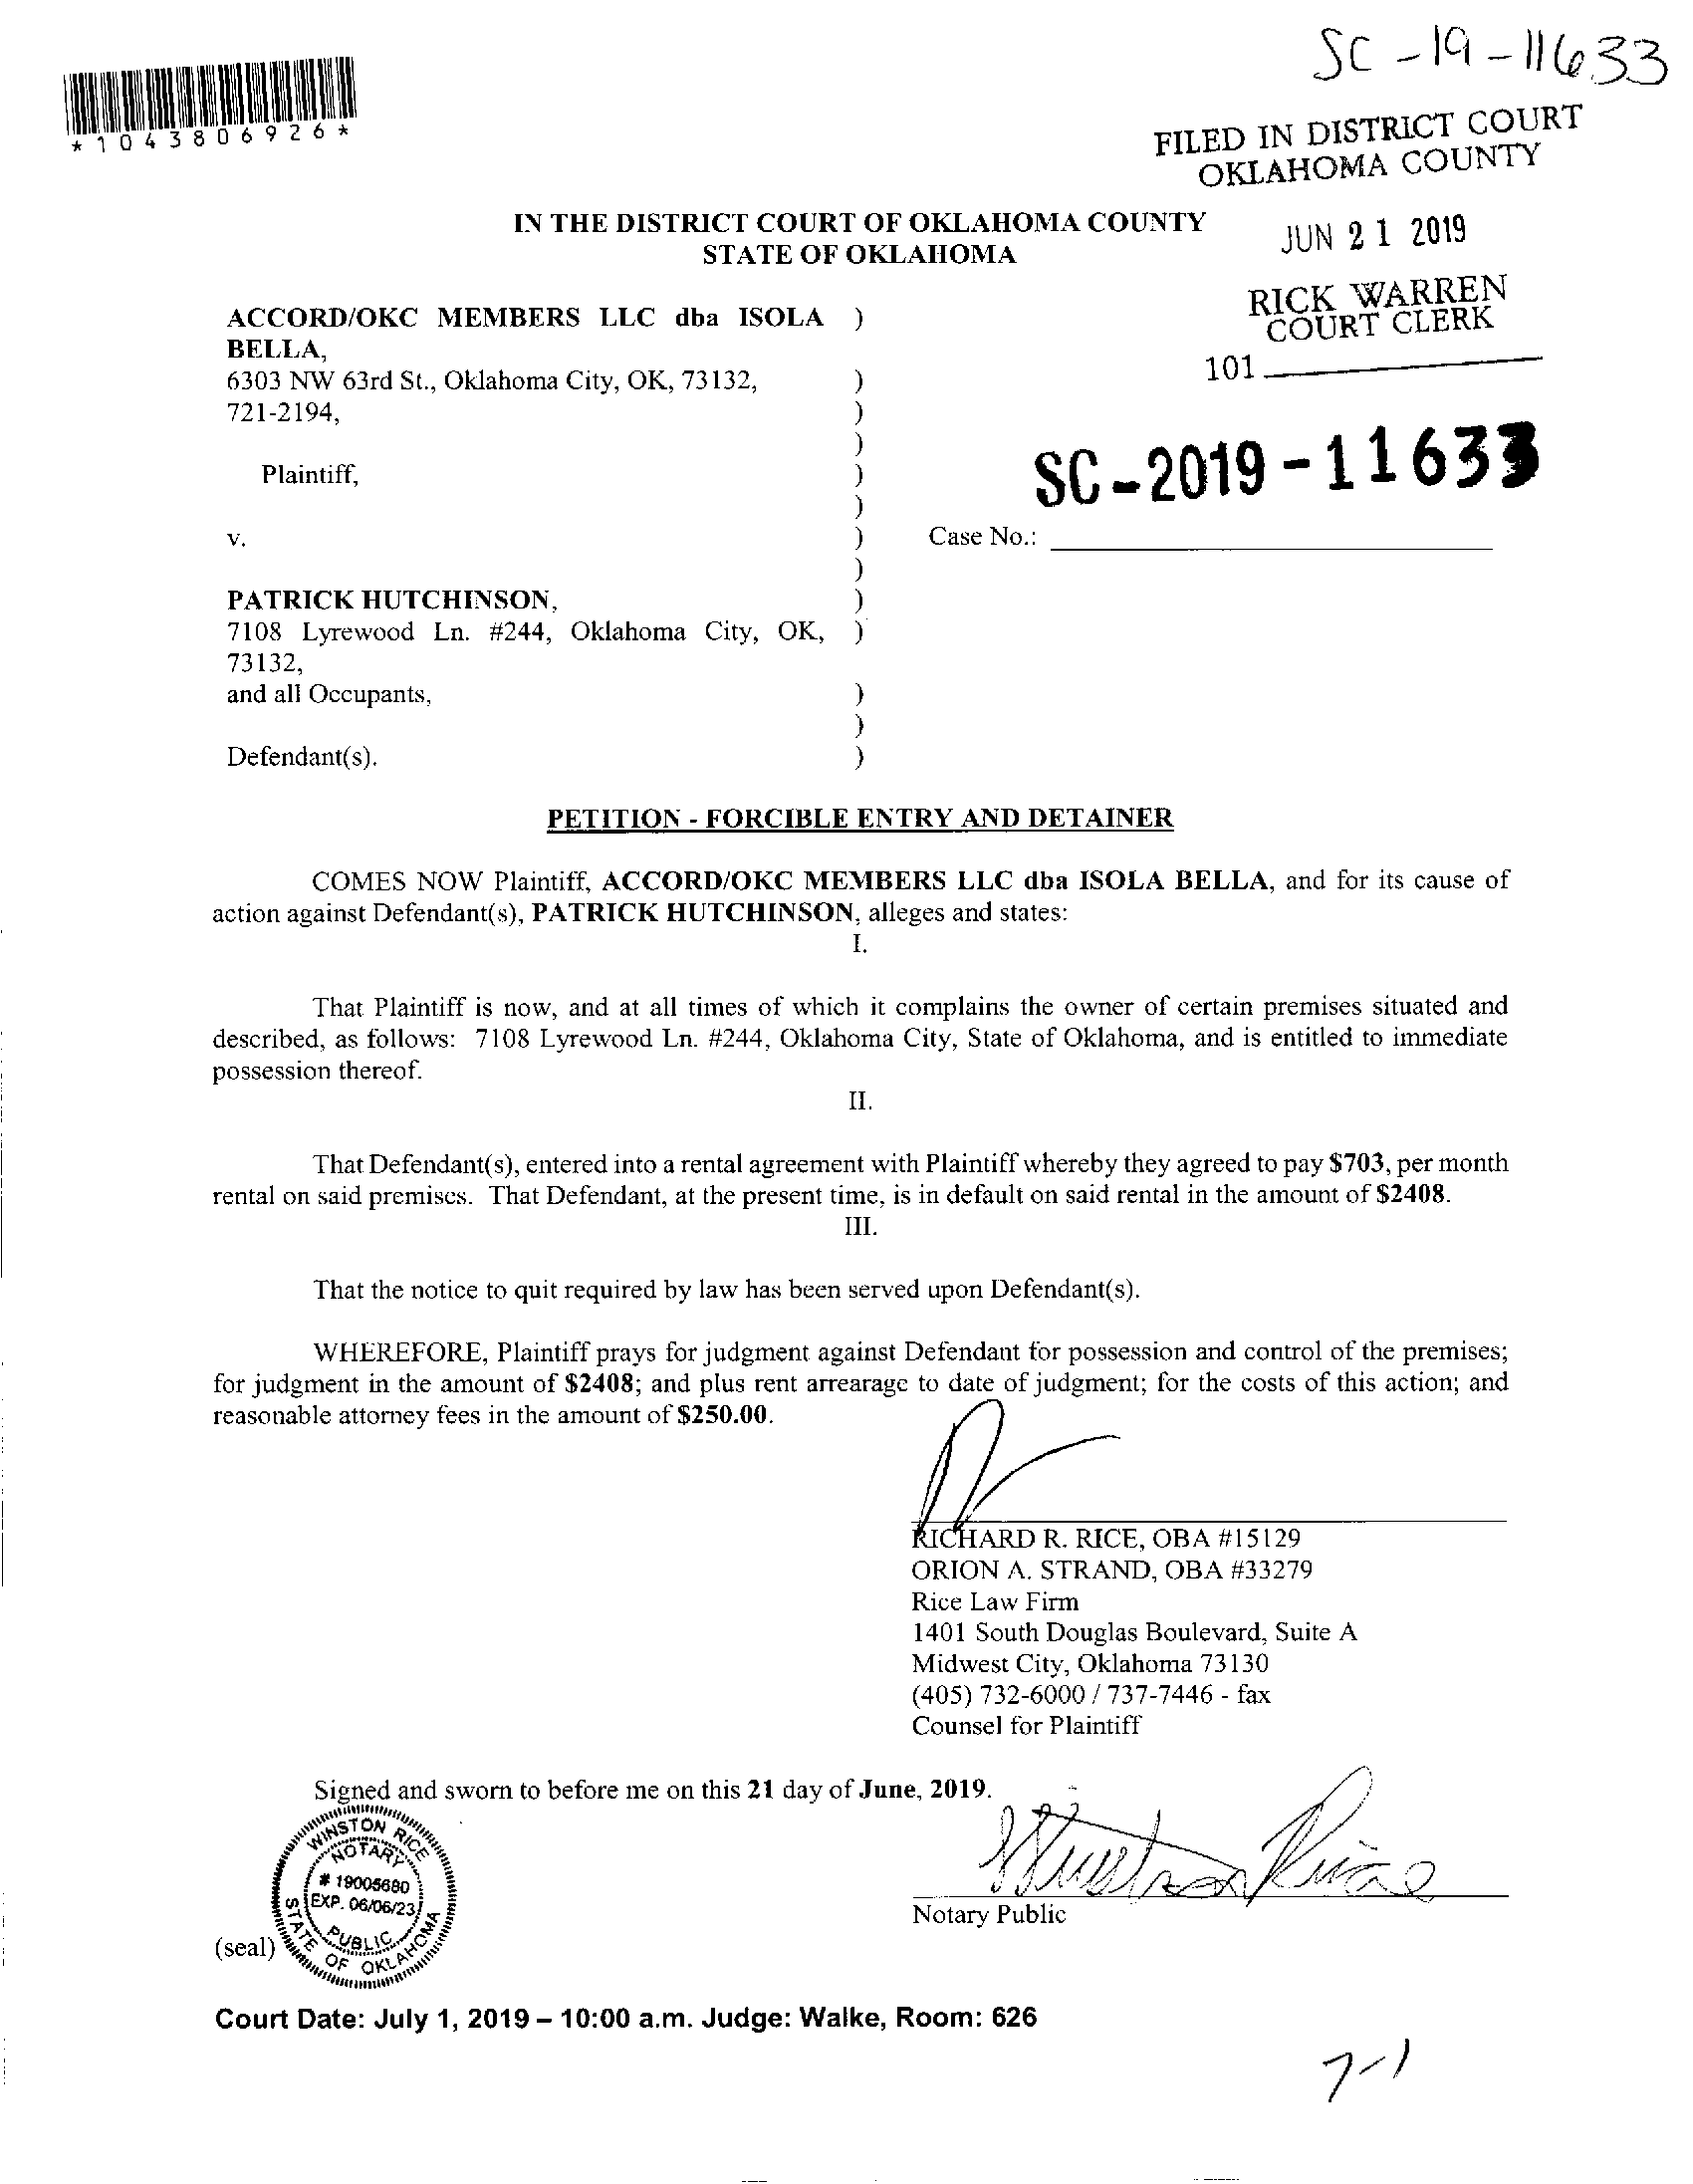 SC-19-11633
*1043806926*
FILED IN DISTRICT COURT
OKLAHOMA COUNTY
JUN 21 2019
RICK WARREN
COURT CLERK
101
IN THE DISTRICT COURT OF OKLAHOMA COUNTY
STATE OF OKLAHOMA
ACCORD/OKC MEMBERS LLC dba ISOLA )
BELLA,
6303 NW 63rd St., Oklahoma City, OK, 73132, )
721-2194, )
)
Plaintiff, )
)
v. )
)
PATRICK HUTCHINSON, )
7108 Lyrewood Ln. #244, Oklahoma City, OK, )
73132,
and all Occupants, )
)
Defendant(s). )
SC-2019-11633
Case No.:
PETITION - FORCIBLE ENTRY AND DETAINER
COMES NOW Plaintiff, ACCORD/OKC MEMBERS LLC dba ISOLA BELLA, and for its cause of
action against Defendant(s), PATRICK HUTCHINSON, alleges and states:
I.
That Plaintiff is now, and at all times of which it complains the owner of certain premises situated and
described, as follows: 7108 Lyrewood Ln. #244, Oklahoma City, State of Oklahoma, and is entitled to immediate
possession thereof.
II.
That Defendant(s), entered into a rental agreement with Plaintiff whereby they agreed to pay $703, per month
rental on said premises. That Defendant, at the present time, is in default on said rental in the amount of $2408.
III.
That the notice to quit required by law has been served upon Defendant(s).
WHEREFORE, Plaintiff prays for judgment against Defendant for possession and control of the premises;
for judgment in the amount of $2408; and plus rent arrearage to date of judgment; for the costs of this action; and
reasonable attorney fees in the amount of $250.00.
RICHARD R. RICE, OBA #15129
ORION A. STRAND, OBA #33279
Rice Law Firm
1401 South Douglas Boulevard, Suite A
Midwest City, Oklahoma 73130
(405) 732-6000 / 737-7446 - fax
Counsel for Plaintiff
Signed and sworn to before me on this 21 day of June, 2019.
WINSTON RICE
NOTARY
# 19005680
EXP. 06/06/23
PUBLIC
STATE OF OKLAHOMA
(seal)
Winston Rice
Notary Public
Court Date: July 1, 2019 – 10:00 a.m. Judge: Walke, Room: 626
7-1